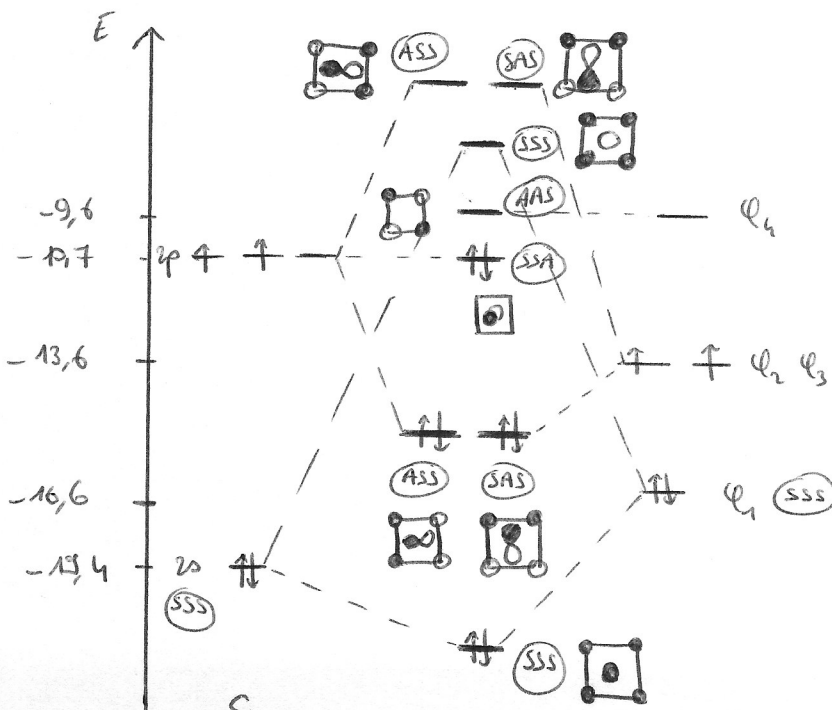 E
ASS SAS
SSS
-9,6 AAS φ4
-10,7 2p SSA
-13,6 φ2 φ3
ASS SAS
-16,6 φ1 SSS
-19,4 2s
SSS
SSS
C